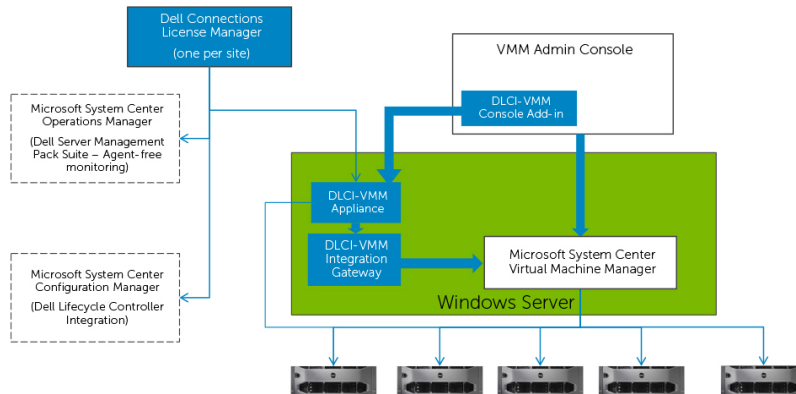 Dell Connections
License Manager
(one per site)
VMM Admin Console
DLCI-VMM
Console Add-in
Microsoft System Center
Operations Manager
(Dell Server Management
Pack Suite – Agent-free
monitoring)
DLCI-VMM
Appliance
DLCI-VMM
Integration
Gateway
Microsoft System Center
Virtual Machine Manager
Windows Server
Microsoft System Center
Configuration Manager
(Dell Lifecycle Controller
Integration)